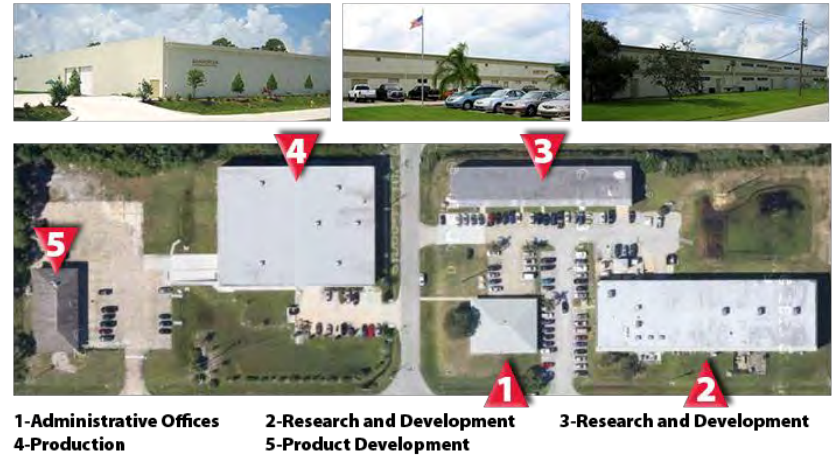 4
3
5
1
2
1-Administrative Offices 2-Research and Development 3-Research and Development
4-Production 5-Product Development